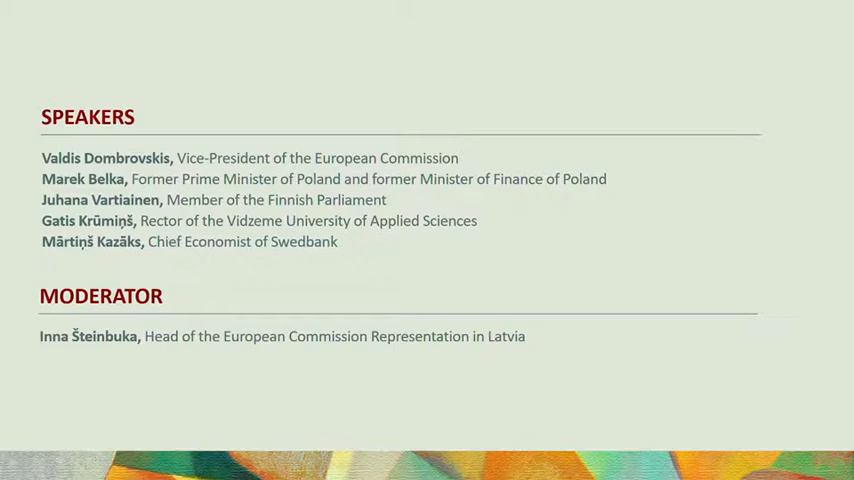 SPEAKERS
Valdis Dombrovskis, Vice-President of the European Commission
Marek Belka, Former Prime Minister of Poland and former Minister of Finance of Poland
Juhana Vartiainen, Member of the Finnish Parliament
Gatis Krūmiņš, Rector of the Vidzeme University of Applied Sciences
Mārtiņš Kazāks, Chief Economist of Swedbank
MODERATOR
Inna Šteinbuka, Head of the European Commission Representation in Latvia